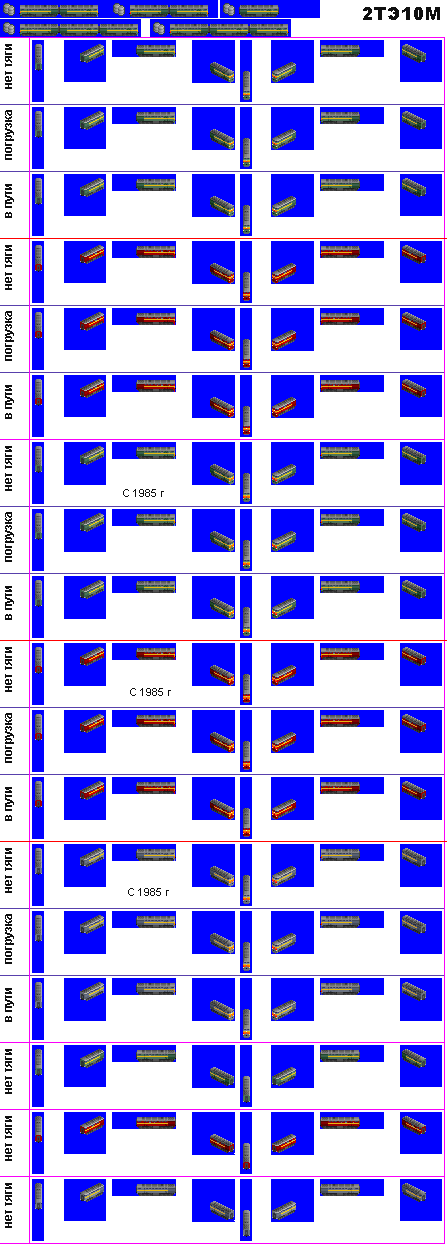 2ТЭ10М
нет тяги
погрузка
в пути
нет тяги
погрузка
в пути
нет тяги
С 1985 г
погрузка
в пути
нет тяги
С 1985 г
погрузка
в пути
нет тяги
С 1985 г
погрузка
в пути
нет тяги
нет тяги
нет тяги